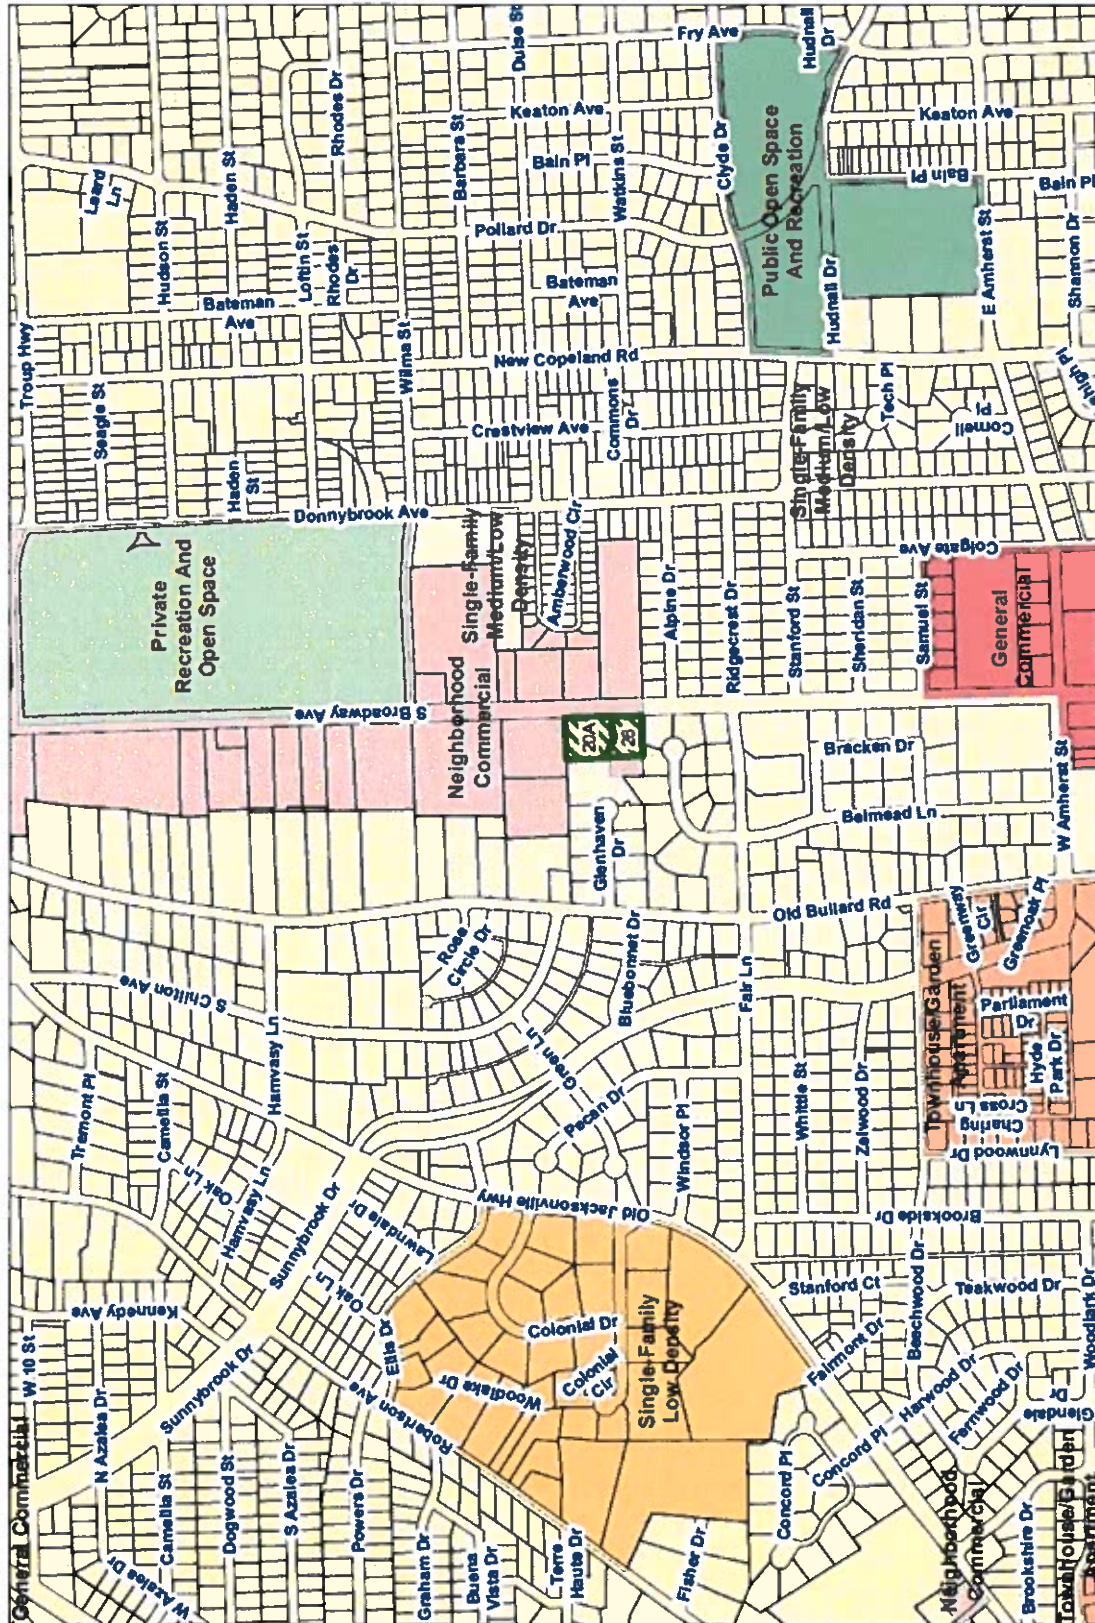 Troup Hwy
Laard
Ln
Hudson St
Haden St
Seagle St
Bateman
Ave
Loftin St
Rhodes
Dr
Rhodes Dr
Haden
St
Wilma St
Barbara St
Dulse St
Fry Ave
Hudnall
Dr
Keaton Ave
Bain Pl
Watkins St
Clyde Dr
Pollard Dr
Bateman
Ave
New Copeland Rd
Crestview Ave
Commons
Dr
Public Open Space
And Recreation
Hudnall Dr
Keaton Ave
Bain Pl
Bain Pl
E Amherst St
Shannon Dr
Tech Pl
Cornell
Pl
Single-Family
Medium/Low
Density
Donnybrook Ave
Private
Recreation And
Open Space
S Broadway Ave
Single-Family
Medium/Low
Density
Amberwood Cir
Neighborhood
Commercial
20A
28
Alpine Dr
Ridgecrest Dr
Stanford St
Sheridan St
Samuel St
Colgate Ave
General
Commercial
Bracken Dr
Belmead Ln
W Amherst St
Glenhaven
Dr
Old Bullard Rd
Greenway
Cir
Greenoak Pl
S Chilton Ave
Rose
Circle Dr
Bluebonnet Dr
Fair Ln
Hamvasy Ln
Green Ln
Pecan Dr
Windsor Pl
Whittle St
Zelwood Dr
Townhouse/Garden
Apartment
Parliament
Dr
Hyde
Park Dr
Charing
Cross Ln
Lynnwood Dr
Tremont Pl
Camellia St
Oak Ln
Hamvasy Ln
Sunnybrook Dr
Lawndale Dr
Oak Ln
Old Jacksonville Hwy
Brookside Dr
Stanford Ct
Beechwood Dr
Teakwood Dr
Woodlark Dr
Kennedy Ave
Ellis Dr
Colonial Dr
Colonial
Cir
Woodlake Dr
Single-Family
Low Density
Fairmont Dr
Harwood Dr
Fernwood Dr
Glendale
Dr
W 10 St
General Commercial
N Azalea Dr
Sunnybrook Dr
Robertson Ave
Camellia St
Dogwood St
S Azalea Dr
Powers Dr
W Azalea Dr
Graham Dr
Buena
Vista Dr
Terre
Haute Dr
Fisher Dr
Concord Pl
Concord Pl
Neighborhood
Commercial
Brookshire Dr
Townhouse/Garden
Apartment